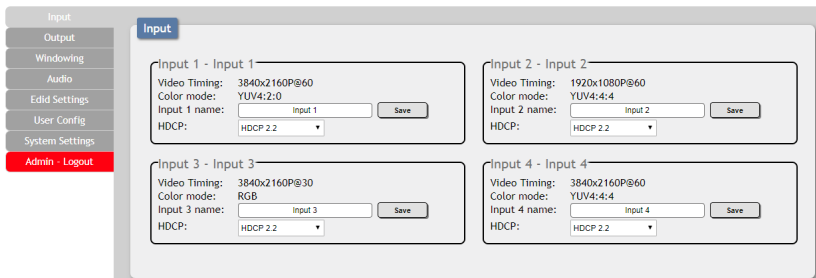 Input
Output
Windowing
Audio
Edid Settings
User Config
System Settings
Admin - Logout
Input
Input 1 - Input 1
Video Timing: 3840x2160P@60
Color mode: YUV4:2:0
Input 1 name: Input 1 Save
HDCP: HDCP 2.2
Input 2 - Input 2
Video Timing: 1920x1080P@60
Color mode: YUV4:4:4
Input 2 name: Input 2 Save
HDCP: HDCP 2.2
Input 3 - Input 3
Video Timing: 3840x2160P@30
Color mode: RGB
Input 3 name: Input 3 Save
HDCP: HDCP 2.2
Input 4 - Input 4
Video Timing: 3840x2160P@60
Color mode: YUV4:4:4
Input 4 name: Input 4 Save
HDCP: HDCP 2.2